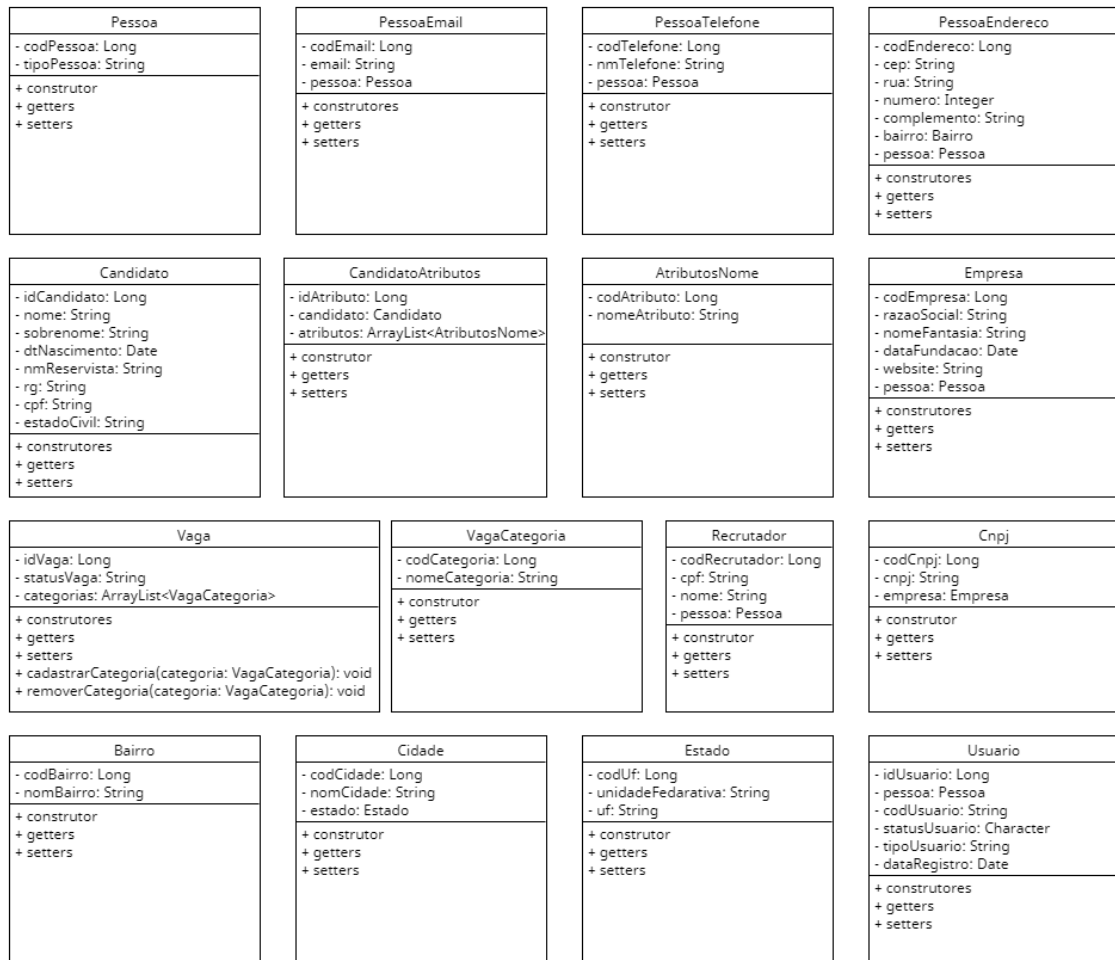 Pessoa
- codPessoa: Long
- tipoPessoa: String
+ construtor
+ getters
+ setters
PessoaEmail
- codEmail: Long
- email: String
- pessoa: Pessoa
+ construtores
+ getters
+ setters
PessoaTelefone
- codTelefone: Long
- nmTelefone: String
- pessoa: Pessoa
+ construtor
+ getters
+ setters
PessoaEndereco
- codEndereco: Long
- cep: String
- rua: String
- numero: Integer
- complemento: String
- bairro: Bairro
- pessoa: Pessoa
+ construtores
+ getters
+ setters
Candidato
- idCandidato: Long
- nome: String
- sobrenome: String
- dtNascimento: Date
- nmReservista: String
- rg: String
- cpf: String
- estadoCivil: String
+ construtores
+ getters
+ setters
CandidatoAtributos
- idAtributo: Long
- candidato: Candidato
- atributos: ArrayList<AtributosNome>
+ construtor
+ getters
+ setters
AtributosNome
- codAtributo: Long
- nomeAtributo: String
+ construtor
+ getters
+ setters
Empresa
- codEmpresa: Long
- razaoSocial: String
- nomeFantasia: String
- dataFundacao: Date
- website: String
- pessoa: Pessoa
+ construtores
+ getters
+ setters
Vaga
- idVaga: Long
- statusVaga: String
- categorias: ArrayList<VagaCategoria>
+ construtores
+ getters
+ setters
+ cadastrarCategoria(categoria: VagaCategoria): void
+ removerCategoria(categoria: VagaCategoria): void
VagaCategoria
- codCategoria: Long
- nomeCategoria: String
+ construtor
+ getters
+ setters
Recrutador
- codRecrutador: Long
- cpf: String
- nome: String
- pessoa: Pessoa
+ construtor
+ getters
+ setters
Cnpj
- codCnpj: Long
- cnpj: String
- empresa: Empresa
+ construtor
+ getters
+ setters
Bairro
- codBairro: Long
- nomBairro: String
+ construtor
+ getters
+ setters
Cidade
- codCidade: Long
- nomCidade: String
- estado: Estado
+ construtor
+ getters
+ setters
Estado
- codUf: Long
- unidadeFedarativa: String
- uf: String
+ construtor
+ getters
+ setters
Usuario
- idUsuario: Long
- pessoa: Pessoa
- codUsuario: String
- statusUsuario: Character
- tipoUsuario: String
- dataRegistro: Date
+ construtores
+ getters
+ setters